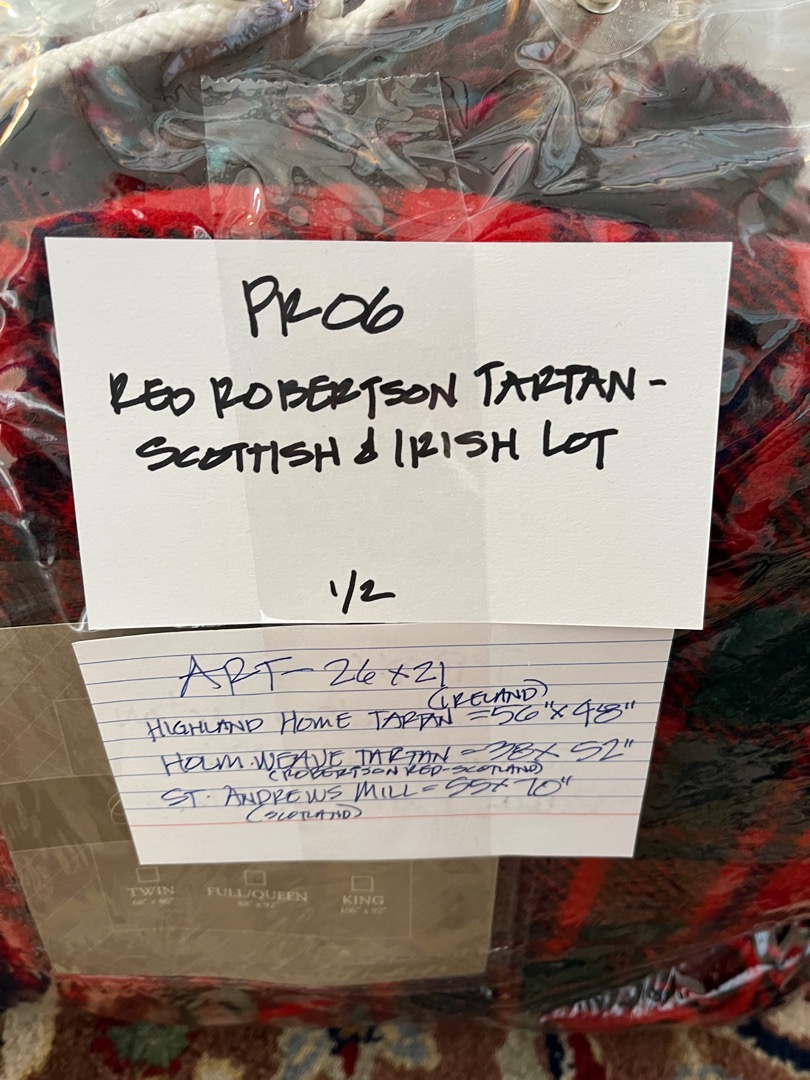 PR06
RED ROBERTSON TARTAN-
SCOTTISH & IRISH LOT
1/2
ART- 26 x 21
(IRELAND)
HIGHLAND HOME TARTAN = 56" x 48"
HOLM. WEAVE TARTAN = 38 x 52"
(ROBERTSON RED-SCOTLAND)
ST. ANDREWS MILL = 55 x 70"
(SCOTLAND)
TWIN FULL/QUEEN KING